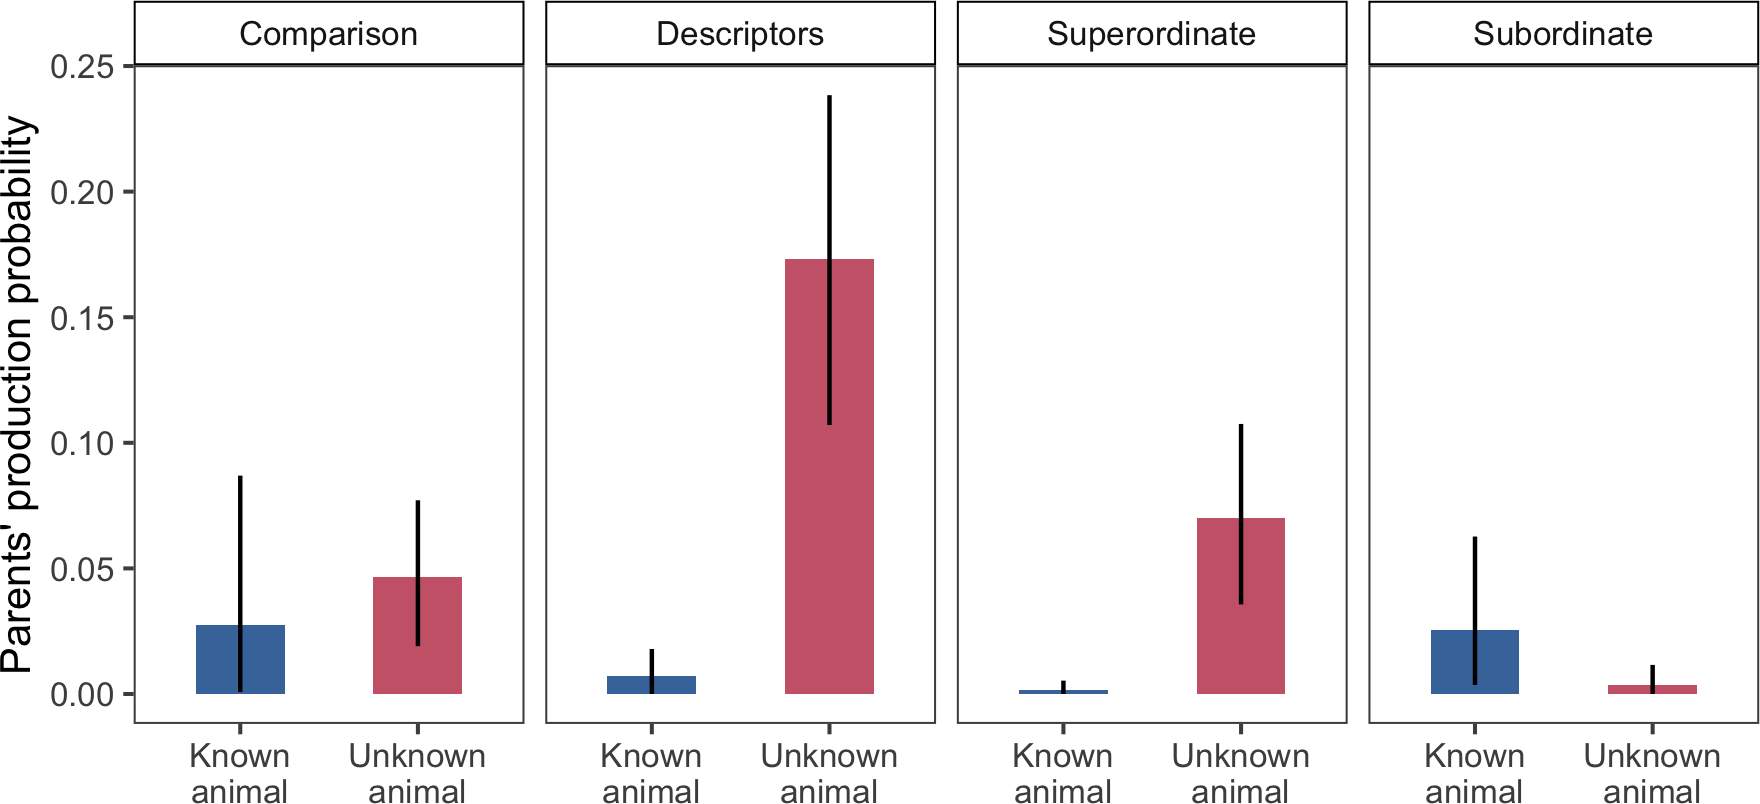 Comparison
Descriptors
Superordinate
Subordinate
Parents' production probability
0.25
0.20
0.15
0.10
0.05
0.00
Known
animal
Unknown
animal
Known
animal
Unknown
animal
Known
animal
Unknown
animal
Known
animal
Unknown
animal